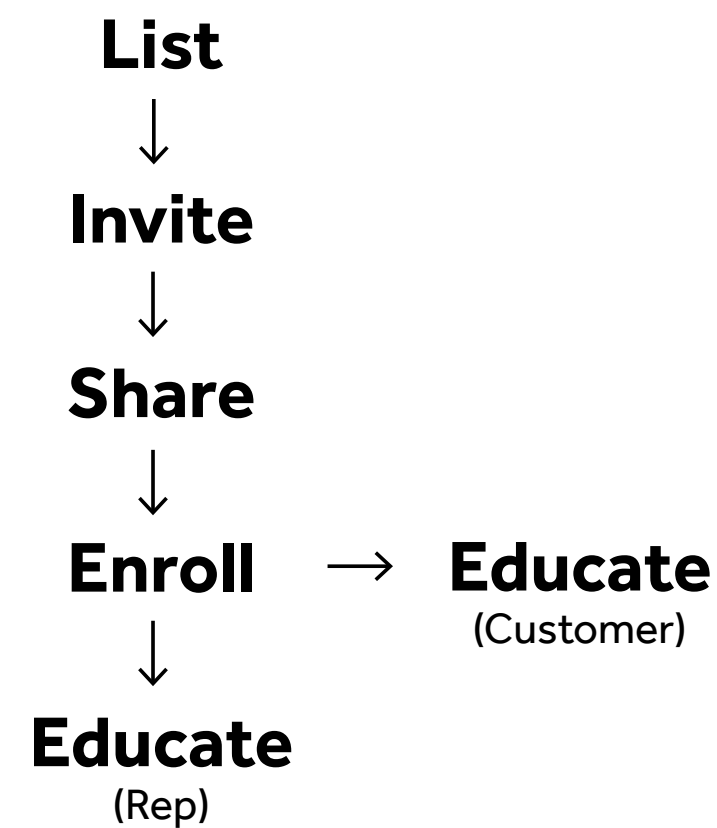 List
Invite
Share
Enroll → Educate
(Customer)
Educate
(Rep)